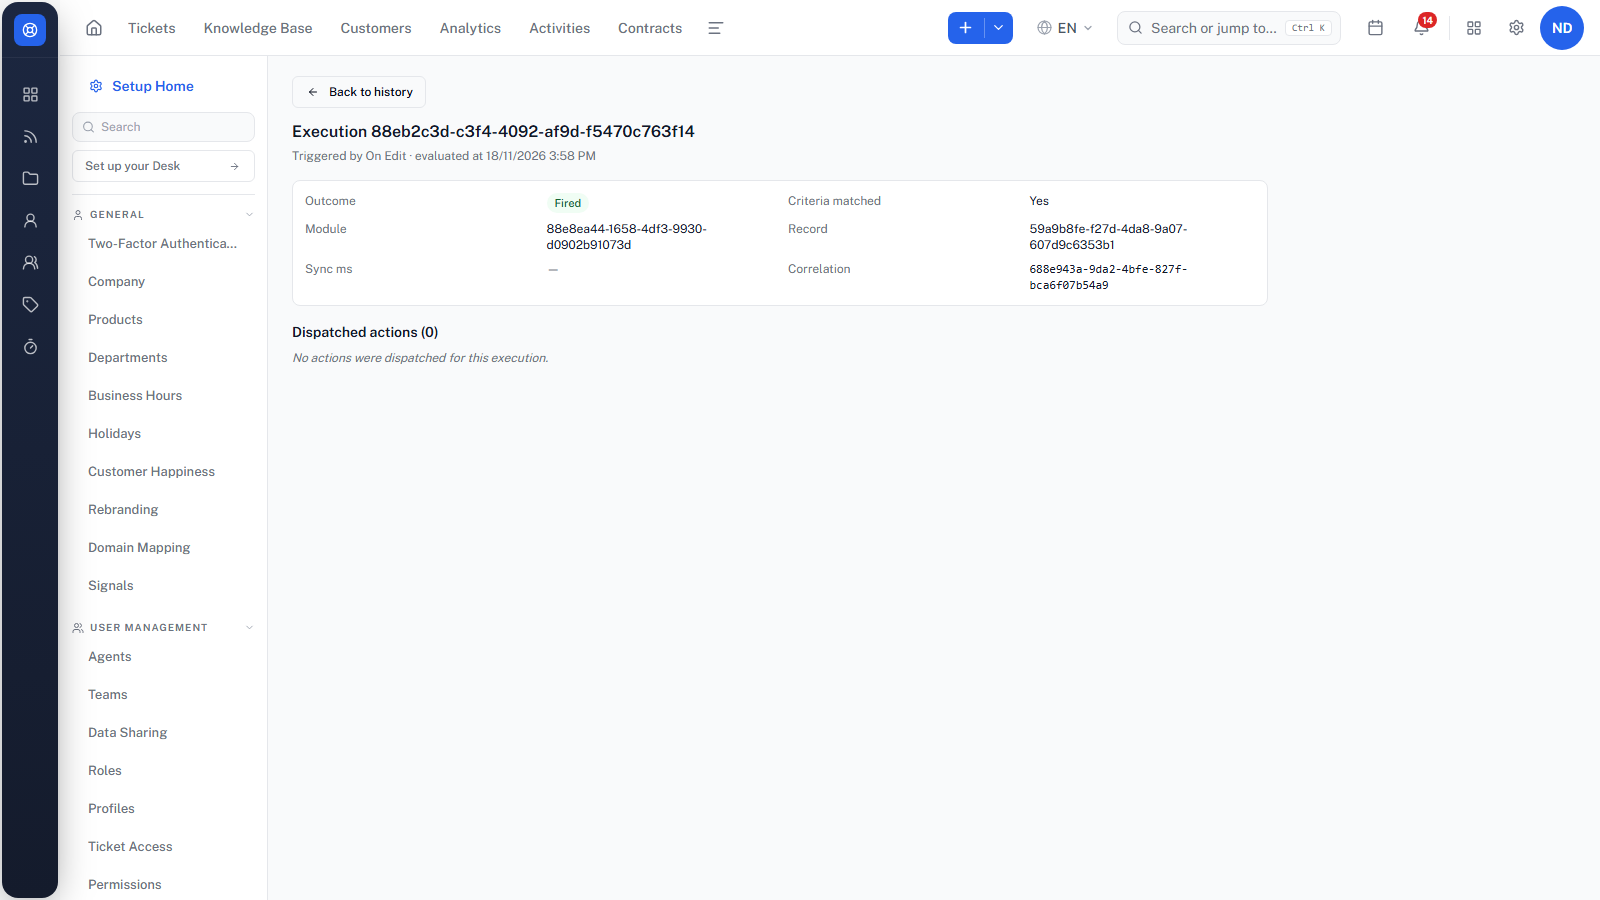 Tickets
Knowledge Base
Customers
Analytics
Activities
Contracts
EN
Search or jump to...
Ctrl K
14
ND
Setup Home
Search
Set up your Desk
GENERAL
Two-Factor Authentica...
Company
Products
Departments
Business Hours
Holidays
Customer Happiness
Rebranding
Domain Mapping
Signals
USER MANAGEMENT
Agents
Teams
Data Sharing
Roles
Profiles
Ticket Access
Permissions
Back to history
Execution 88eb2c3d-c3f4-4092-af9d-f5470c763f14
Triggered by On Edit · evaluated at 18/11/2026 3:58 PM
Outcome
Fired
Criteria matched
Yes
Module
88e8ea44-1658-4df3-9930-
d0902b91073d
Record
59a9b8fe-f27d-4da8-9a07-
607d9c6353b1
Sync ms
—
Correlation
688e943a-9da2-4bfe-827f-
bca6f07b54a9
Dispatched actions (0)
No actions were dispatched for this execution.